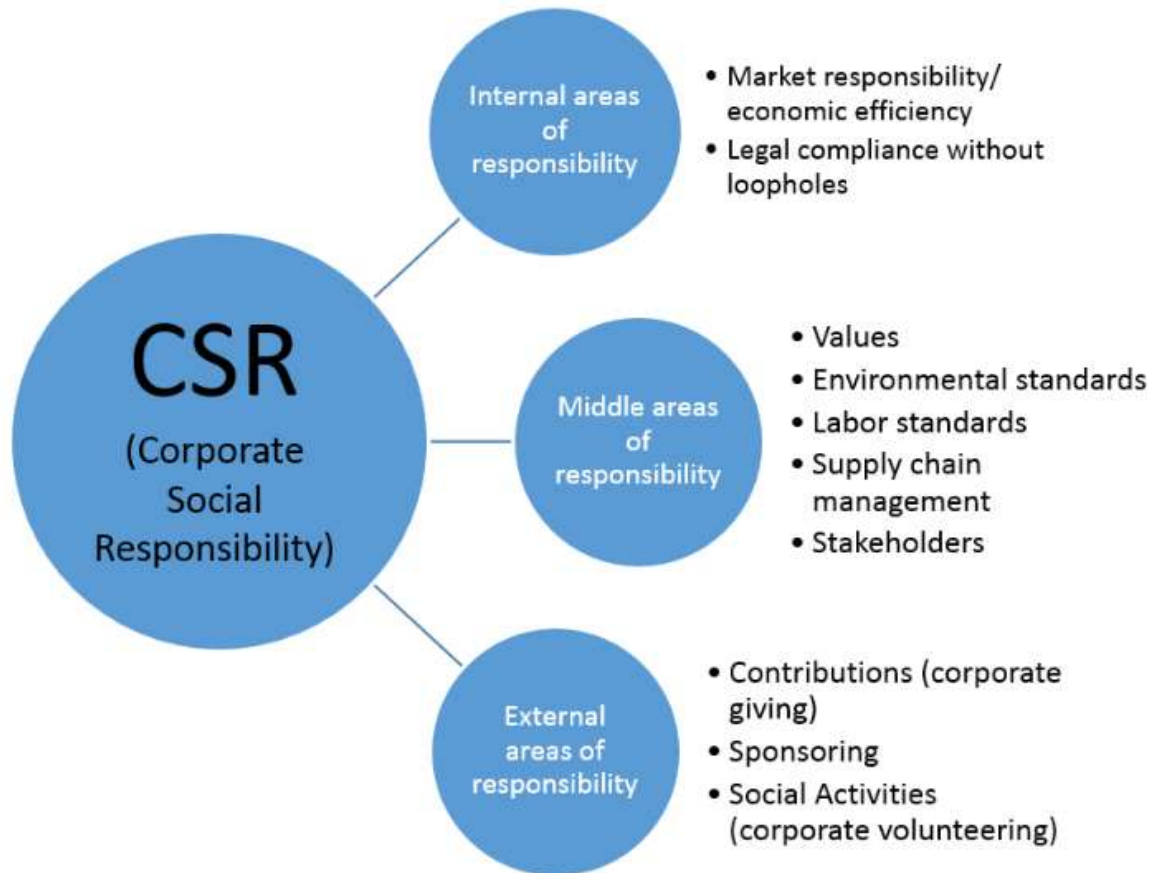 CSR
(Corporate
Social
Responsibility)
Internal areas
of
responsibility
• Market responsibility/
economic efficiency
• Legal compliance without
loopholes
Middle areas
of
responsibility
• Values
• Environmental standards
• Labor standards
• Supply chain
management
• Stakeholders
External
areas of
responsibility
• Contributions (corporate
giving)
• Sponsoring
• Social Activities
(corporate volunteering)